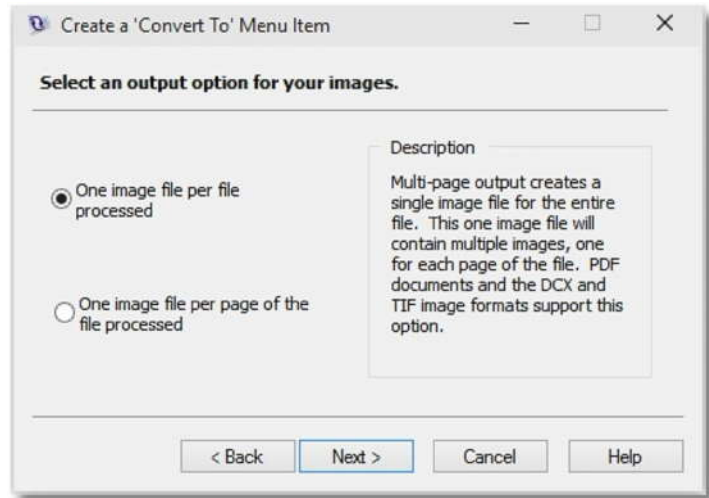 Create a 'Convert To' Menu Item
Select an output option for your images.
One image file per file
processed
One image file per page of the
file processed
Description
Multi-page output creates a
single image file for the entire
file. This one image file will
contain multiple images, one
for each page of the file. PDF
documents and the DCX and
TIF image formats support this
option.
< Back Next > Cancel Help